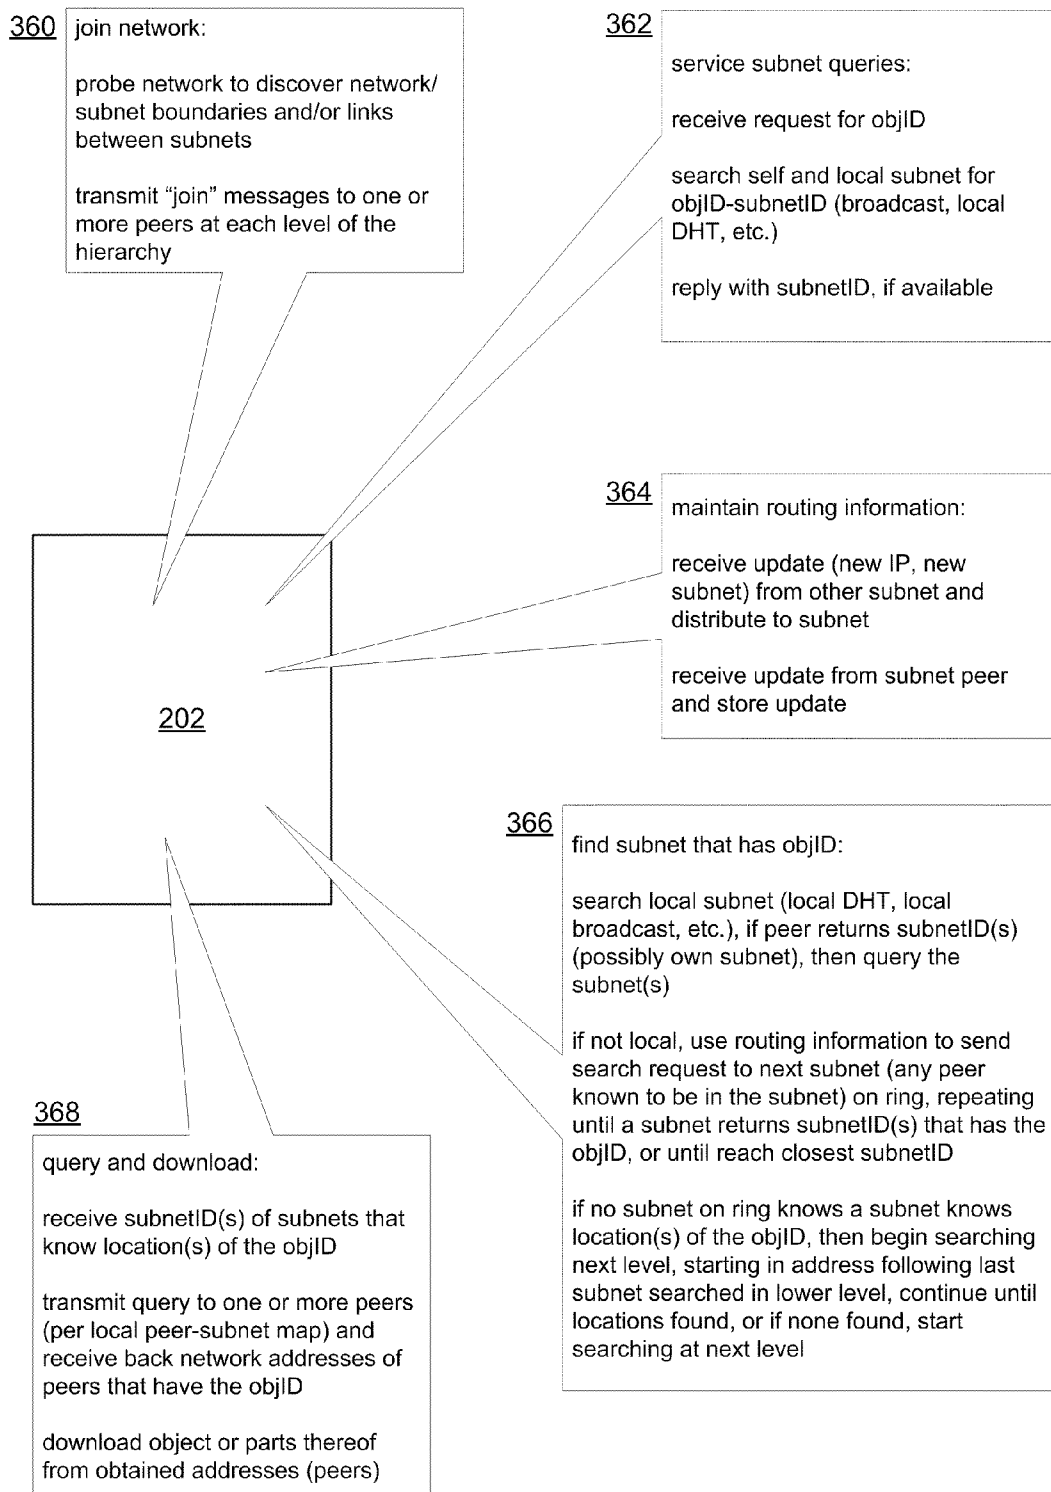 360
join network:
probe network to discover network/
subnet boundaries and/or links
between subnets
transmit “join” messages to one or
more peers at each level of the
hierarchy
362
service subnet queries:
receive request for objID
search self and local subnet for
objID-subnetID (broadcast, local
DHT, etc.)
reply with subnetID, if available
364
maintain routing information:
receive update (new IP, new
subnet) from other subnet and
distribute to subnet
receive update from subnet peer
and store update
202
366
find subnet that has objID:
search local subnet (local DHT, local
broadcast, etc.), if peer returns subnetID(s)
(possibly own subnet), then query the
subnet(s)
if not local, use routing information to send
search request to next subnet (any peer
known to be in the subnet) on ring, repeating
until a subnet returns subnetID(s) that has the
objID, or until reach closest subnetID
if no subnet on ring knows a subnet knows
location(s) of the objID, then begin searching
next level, starting in address following last
subnet searched in lower level, continue until
locations found, or if none found, start
searching at next level
368
query and download:
receive subnetID(s) of subnets that
know location(s) of the objID
transmit query to one or more peers
(per local peer-subnet map) and
receive back network addresses of
peers that have the objID
download object or parts thereof
from obtained addresses (peers)